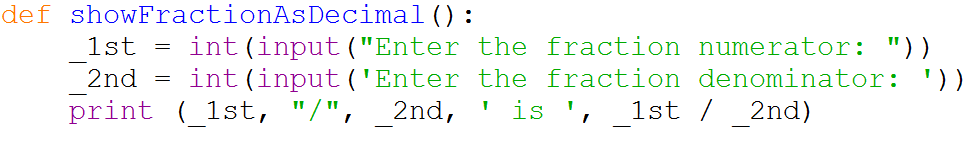 def showFractionAsDecimal():
    _1st = int(input("Enter the fraction numerator: "))
    _2nd = int(input('Enter the fraction denominator: '))
    print (_1st, "/", _2nd, ' is ', _1st / _2nd)